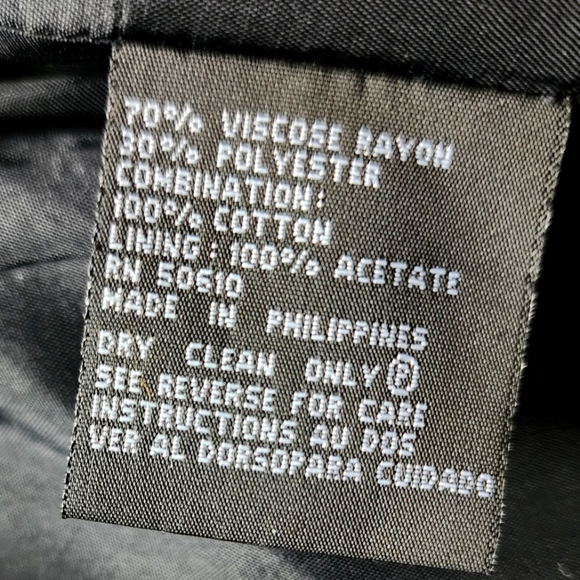 70% VISCOSE RAYON
30% POLYESTER
COMBINATION:
100% COTTON
LINING : 100% ACETATE
RN 50610
MADE IN PHILIPPINES
DRY CLEAN ONLY Ⓟ
SEE REVERSE FOR CARE
INSTRUCTIONS AU DOS
VER AL DORSOPARA CUIDADO